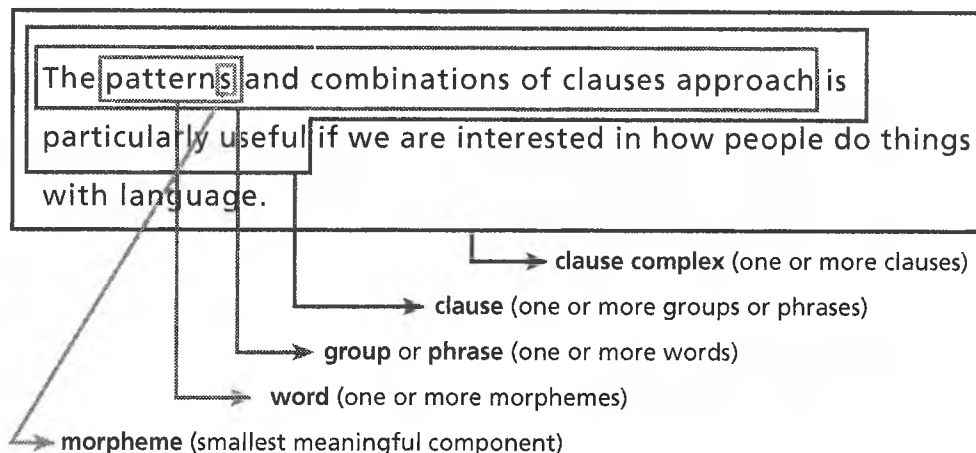 The patterns and combinations of clauses approach is
particularly useful if we are interested in how people do things
with language.
clause complex (one or more clauses)
clause (one or more groups or phrases)
group or phrase (one or more words)
word (one or more morphemes)
morpheme (smallest meaningful component)